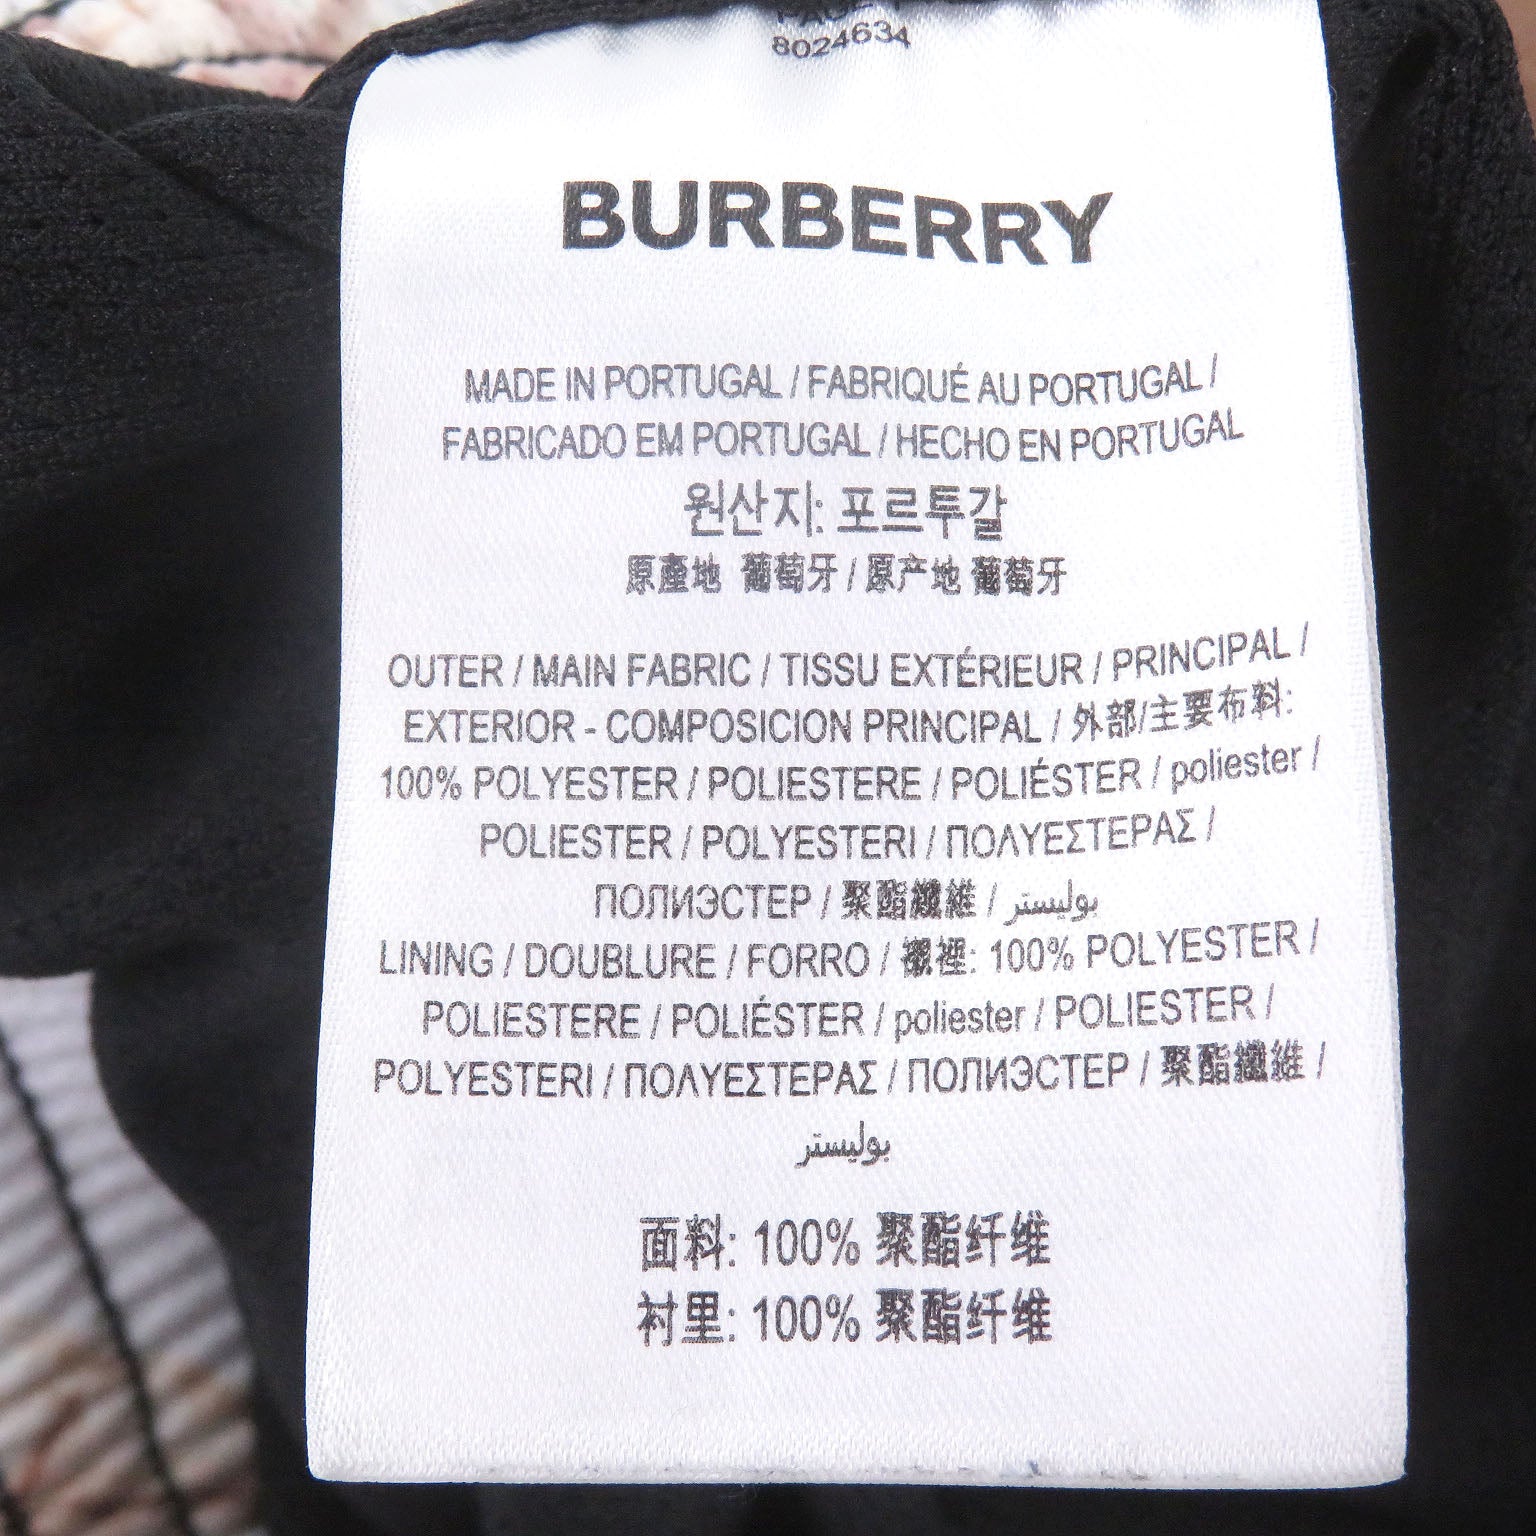 8024634
BURBERRY
MADE IN PORTUGAL / FABRIQUÉ AU PORTUGAL /
FABRICADO EM PORTUGAL / HECHO EN PORTUGAL
원산지: 포르투갈
原產地 葡萄牙 / 原产地 葡萄牙
OUTER / MAIN FABRIC / TISSU EXTÉRIEUR / PRINCIPAL /
EXTERIOR - COMPOSICION PRINCIPAL / 外部/主要布料:
100% POLYESTER / POLIESTERE / POLIÉSTER / poliester /
POLIESTER / POLYESTERI / ΠΟΛΥΕΣΤΕΡΑΣ /
ПОЛИЭСТЕР / 聚酯纖維 / بوليستر
LINING / DOUBLURE / FORRO / 襯裡: 100% POLYESTER /
POLIESTERE / POLIÉSTER / poliester / POLIESTER /
POLYESTERI / ΠΟΛΥΕΣΤΕΡΑΣ / ПОЛИЭСТЕР / 聚酯纖維 /
بوليستر
面料: 100% 聚酯纤维
衬里: 100% 聚酯纤维